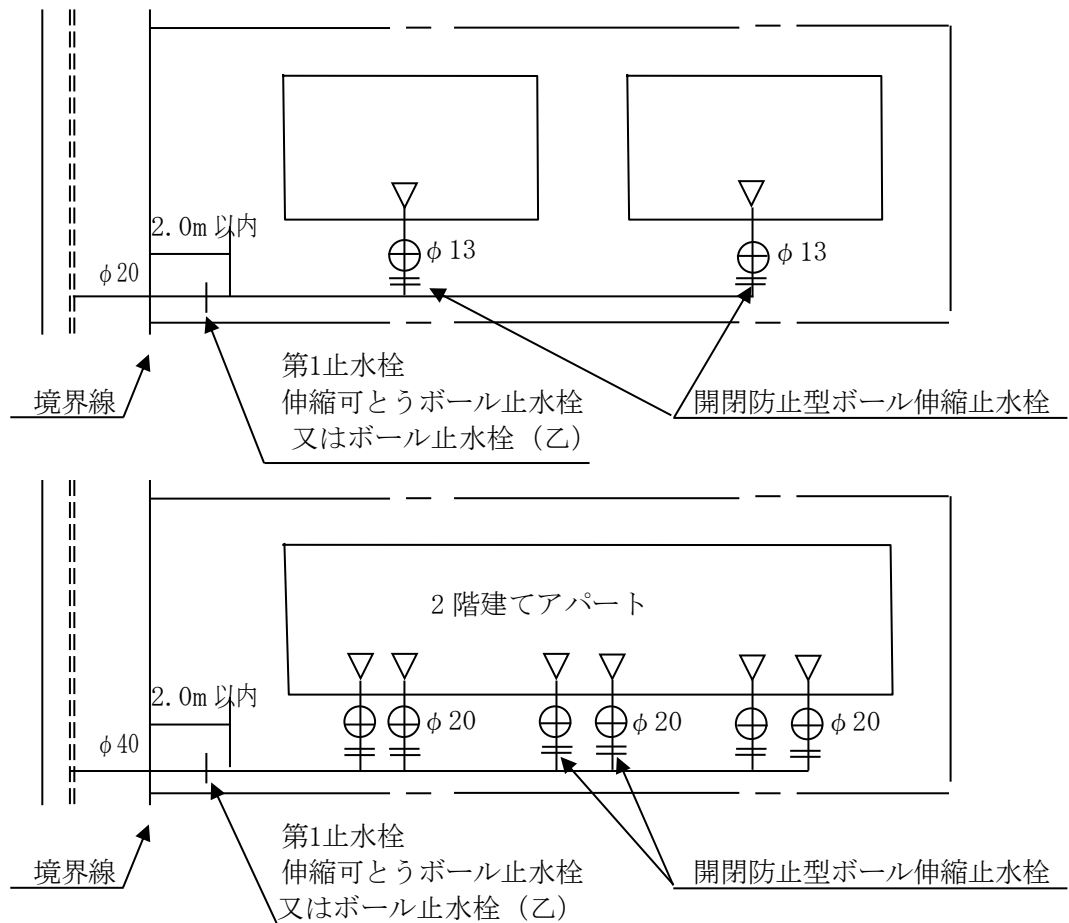 2.0m 以内
φ20
φ13
φ13
境界線
第1止水栓
伸縮可とうボール止水栓
又はボール止水栓（乙）
開閉防止型ボール伸縮止水栓
2 階建てアパート
2.0m 以内
φ40
φ20
φ20
φ20
境界線
第1止水栓
伸縮可とうボール止水栓
又はボール止水栓（乙）
開閉防止型ボール伸縮止水栓